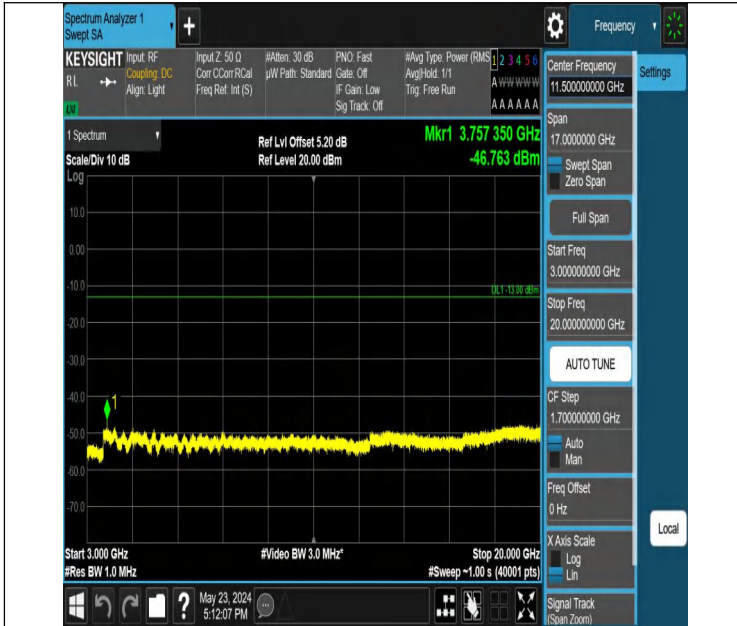 Spectrum Analyzer 1
Swept SA
+
Frequency
KEYSIGHT
RL
Input: RF
Coupling: DC
Align: Light
Input Z: 50 Ω
Corr CCorr RCal
Freq Ref: Int (S)
#Atten: 30 dB
µW Path: Standard
PNO: Fast
Gate: Off
IF Gain: Low
Sig Track: Off
#Avg Type: Power (RMS
Avg|Hold: 1/1
Trig: Free Run
1 2 3 4 5 6
A W W W W W
A A A A A A
1 Spectrum
Scale/Div 10 dB
Log
Ref Lvl Offset 5.20 dB
Ref Level 20.00 dBm
Mkr1 3.757 350 GHz
-46.763 dBm
10.0
0.00
-10.0
DL1 -13.00 dBm
-20.0
-30.0
-40.0
1
-50.0
-60.0
-70.0
Start 3.000 GHz
#Video BW 3.0 MHz*
Stop 20.000 GHz
#Res BW 1.0 MHz
#Sweep ~1.00 s (40001 pts)
?
May 23, 2024
5:12:07 PM
Center Frequency
11.500000000 GHz
Settings
Span
17.0000000 GHz
Swept Span
Zero Span
Full Span
Start Freq
3.000000000 GHz
Stop Freq
20.000000000 GHz
AUTO TUNE
CF Step
1.700000000 GHz
Auto
Man
Freq Offset
0 Hz
Local
X Axis Scale
Log
Lin
Signal Track
(Span Zoom)